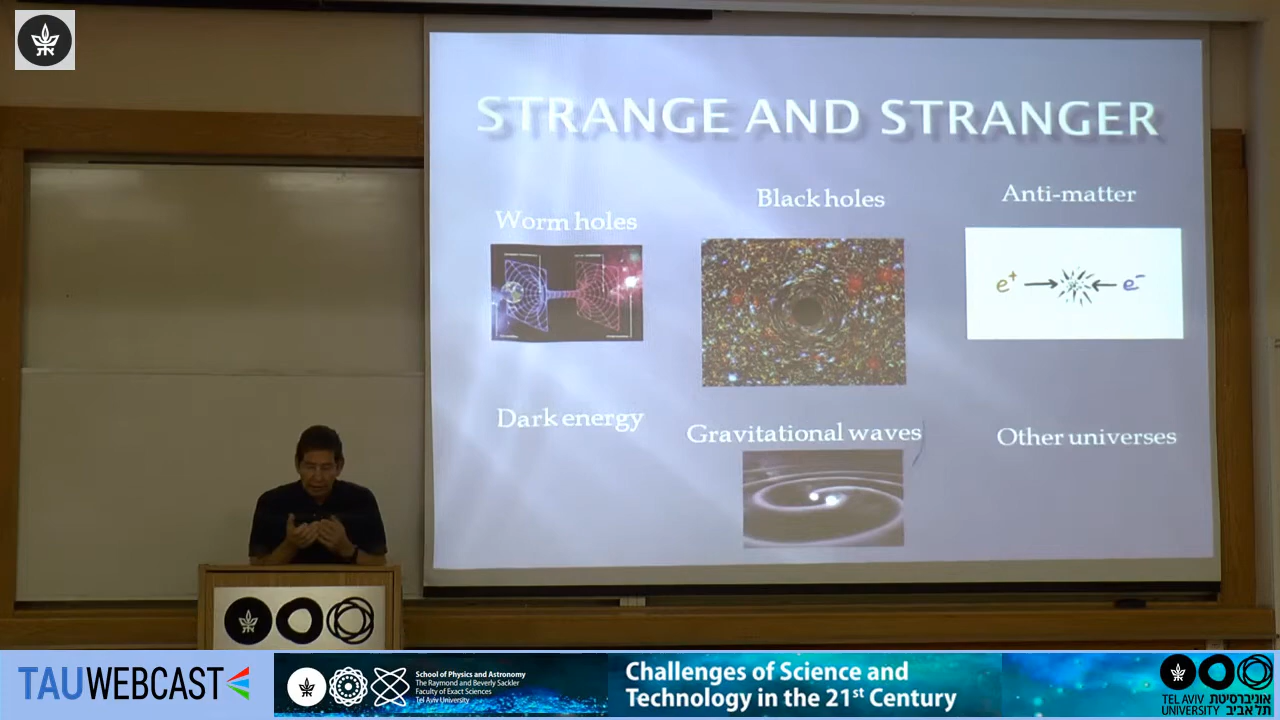 STRANGE AND STRANGER
Worm holes
Black holes
Anti-matter
e⁺
e⁻
Dark energy
Gravitational waves
Other universes
TAUWEBCAST
School of Physics and Astronomy
The Raymond and Beverly Sackler
Faculty of Exact Sciences
Tel Aviv University
Challenges of Science and
Technology in the 21st Century
TEL AVIV אוניברסיטת
UNIVERSITY תל אביב